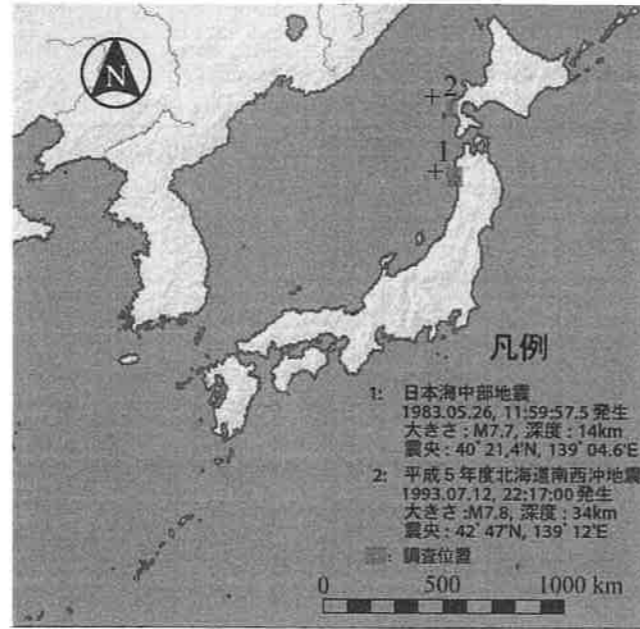 N
2
1
凡例
1: 日本海中部地震
1983.05.26, 11:59:57.5 発生
大きさ : M7.7, 深度 : 14km
震央 : 40° 21,4'N, 139° 04.6'E
2: 平成5年度北海道南西沖地震
1993.07.12, 22:17:00 発生
大きさ :M7.8, 深度 : 34km
震央 : 42° 47'N, 139° 12'E
: 調査位置
0 500 1000 km